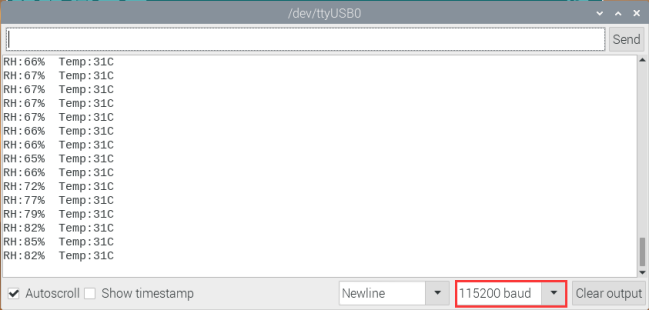 /dev/ttyUSB0
Send
RH:66%  Temp:31C
RH:67%  Temp:31C
RH:67%  Temp:31C
RH:67%  Temp:31C
RH:67%  Temp:31C
RH:66%  Temp:31C
RH:66%  Temp:31C
RH:65%  Temp:31C
RH:66%  Temp:31C
RH:72%  Temp:31C
RH:77%  Temp:31C
RH:79%  Temp:31C
RH:82%  Temp:31C
RH:85%  Temp:31C
RH:82%  Temp:31C
Autoscroll Show timestamp Newline 115200 baud Clear output